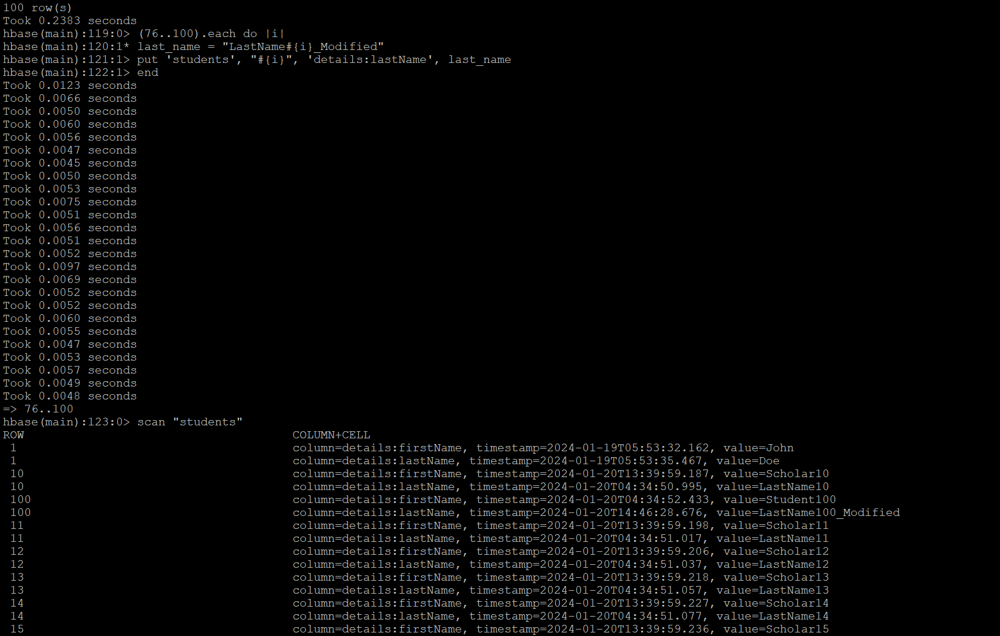 100 row(s)
Took 0.2383 seconds
hbase(main):119:0> (76..100).each do |i|
hbase(main):120:1* last_name = "LastName#{i}_Modified"
hbase(main):121:1> put 'students', "#{i}", 'details:lastName', last_name
hbase(main):122:1> end
Took 0.0123 seconds
Took 0.0066 seconds
Took 0.0050 seconds
Took 0.0060 seconds
Took 0.0056 seconds
Took 0.0047 seconds
Took 0.0045 seconds
Took 0.0050 seconds
Took 0.0053 seconds
Took 0.0075 seconds
Took 0.0051 seconds
Took 0.0056 seconds
Took 0.0051 seconds
Took 0.0052 seconds
Took 0.0097 seconds
Took 0.0069 seconds
Took 0.0052 seconds
Took 0.0052 seconds
Took 0.0060 seconds
Took 0.0055 seconds
Took 0.0047 seconds
Took 0.0053 seconds
Took 0.0057 seconds
Took 0.0049 seconds
Took 0.0048 seconds
=> 76..100
hbase(main):123:0> scan "students"
ROW COLUMN+CELL
1 column=details:firstName, timestamp=2024-01-19T05:53:32.162, value=John
1 column=details:lastName, timestamp=2024-01-19T05:53:35.467, value=Doe
10 column=details:firstName, timestamp=2024-01-20T13:39:59.187, value=Scholar10
10 column=details:lastName, timestamp=2024-01-20T04:34:50.995, value=LastName10
100 column=details:firstName, timestamp=2024-01-20T04:34:52.433, value=Student100
100 column=details:lastName, timestamp=2024-01-20T14:46:28.676, value=LastName100_Modified
11 column=details:firstName, timestamp=2024-01-20T13:39:59.198, value=Scholar11
11 column=details:lastName, timestamp=2024-01-20T04:34:51.017, value=LastName11
12 column=details:firstName, timestamp=2024-01-20T13:39:59.206, value=Scholar12
12 column=details:lastName, timestamp=2024-01-20T04:34:51.037, value=LastName12
13 column=details:firstName, timestamp=2024-01-20T13:39:59.218, value=Scholar13
13 column=details:lastName, timestamp=2024-01-20T04:34:51.057, value=LastName13
14 column=details:firstName, timestamp=2024-01-20T13:39:59.227, value=Scholar14
14 column=details:lastName, timestamp=2024-01-20T04:34:51.077, value=LastName14
15 column=details:firstName, timestamp=2024-01-20T13:39:59.236, value=Scholar15